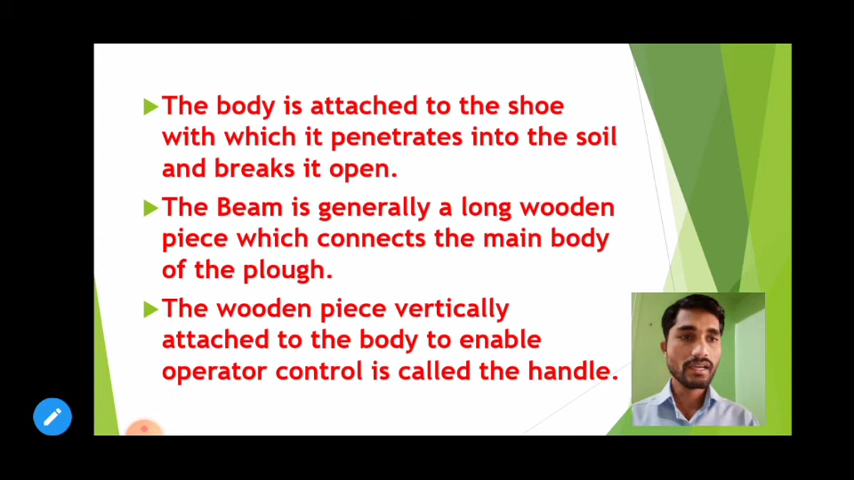 The body is attached to the shoe
with which it penetrates into the soil
and breaks it open.
The Beam is generally a long wooden
piece which connects the main body
of the plough.
The wooden piece vertically
attached to the body to enable
operator control is called the handle.